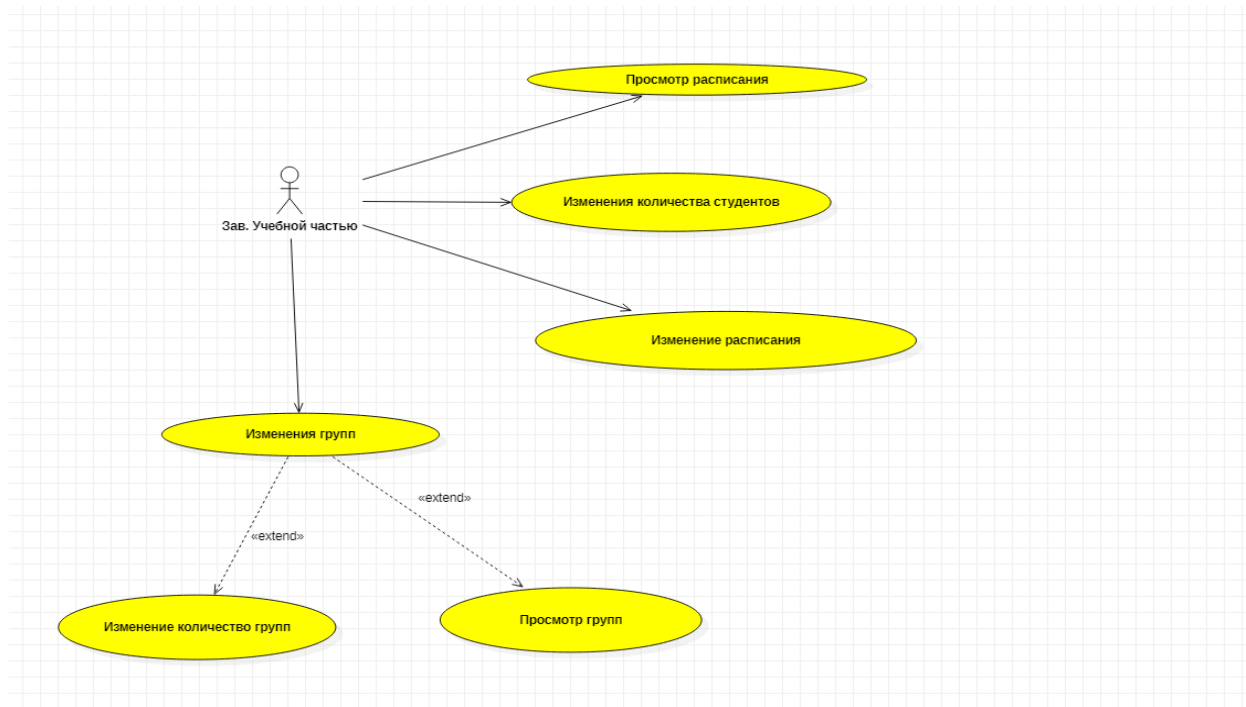 Просмотр расписания
Изменения количества студентов
Зав. Учебной частью
Изменение расписания
Изменения групп
«extend»
«extend»
Просмотр групп
Изменение количество групп